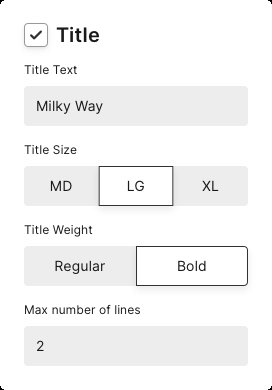 Title
Title Text
Milky Way
Title Size
MD LG XL
Title Weight
Regular Bold
Max number of lines
2